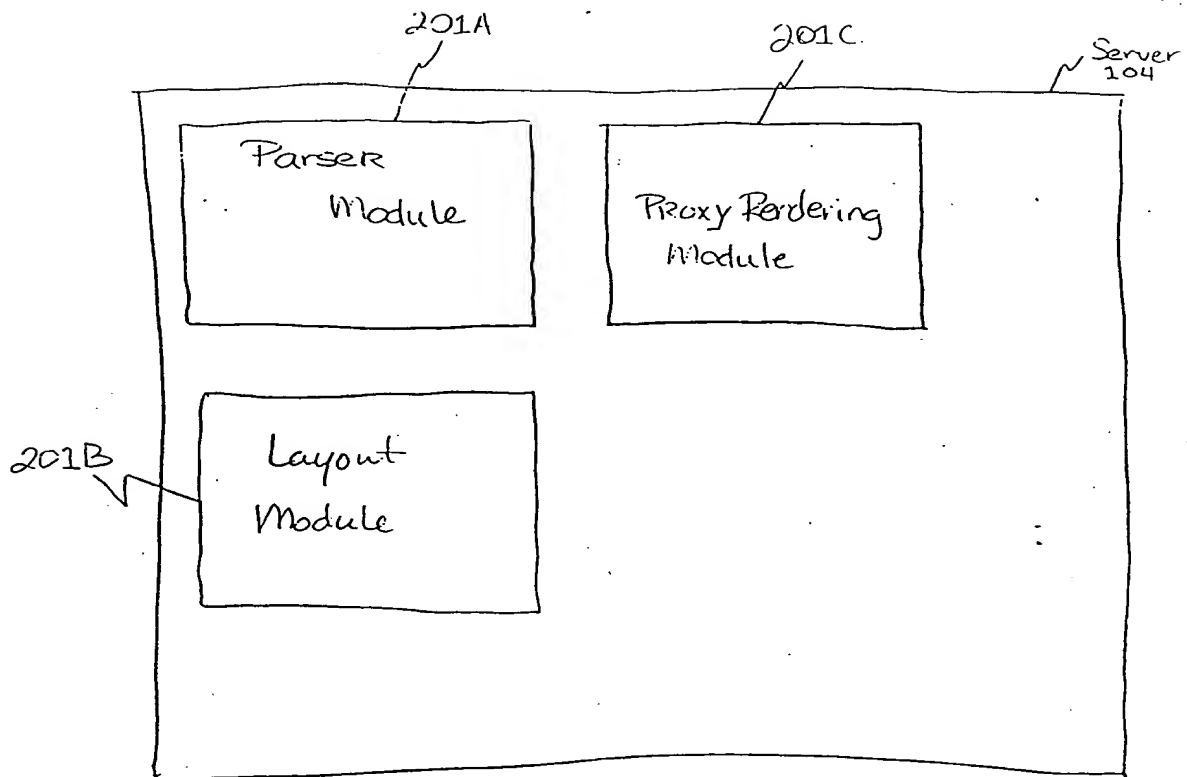 201A
201C.
Server
104
Parser
Module
Proxy Rendering
Module
201B
Layout
Module